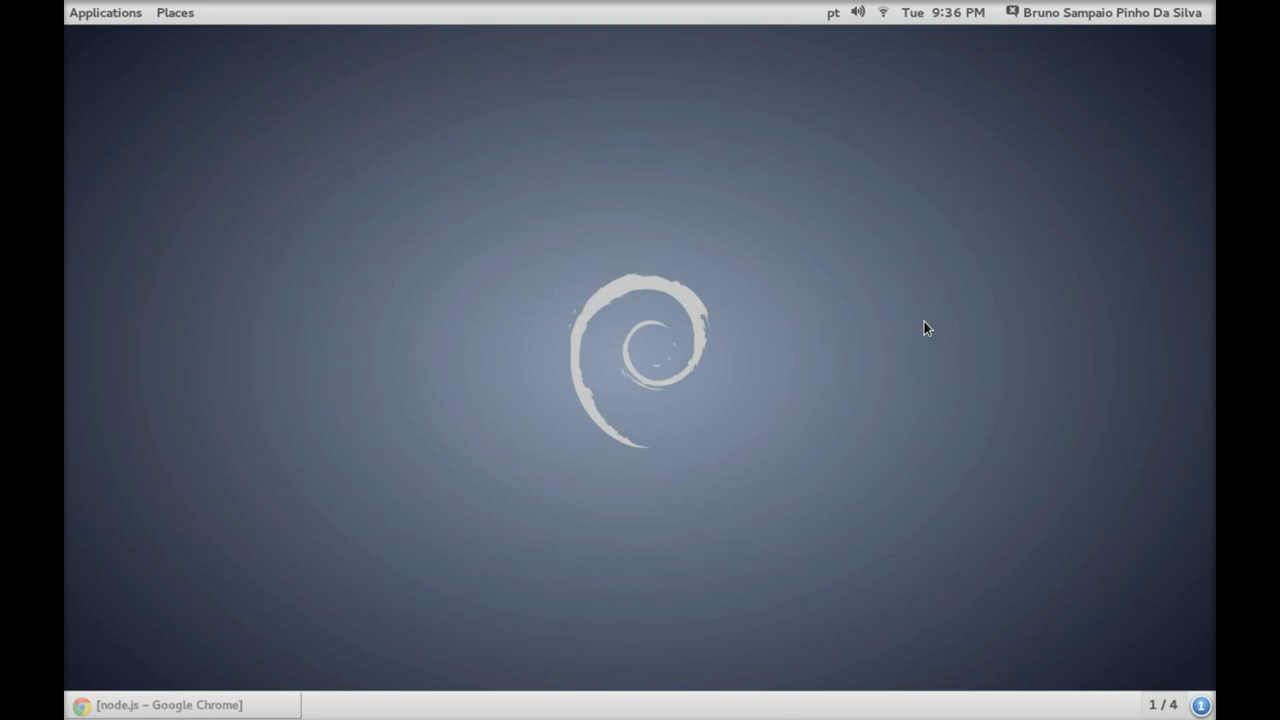 Applications Places pt Tue 9:36 PM Bruno Sampaio Pinho Da Silva
[node.js – Google Chrome] 1 / 4 1